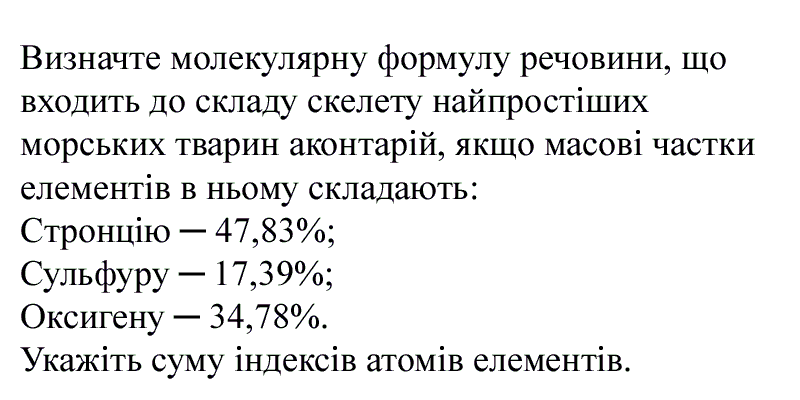 Визначте молекулярну формулу речовини, що
входить до складу скелету найпростіших
морських тварин аконтарій, якщо масові частки
елементів в ньому складають:
Стронцію — 47,83%;
Сульфуру — 17,39%;
Оксигену — 34,78%.
Укажіть суму індексів атомів елементів.